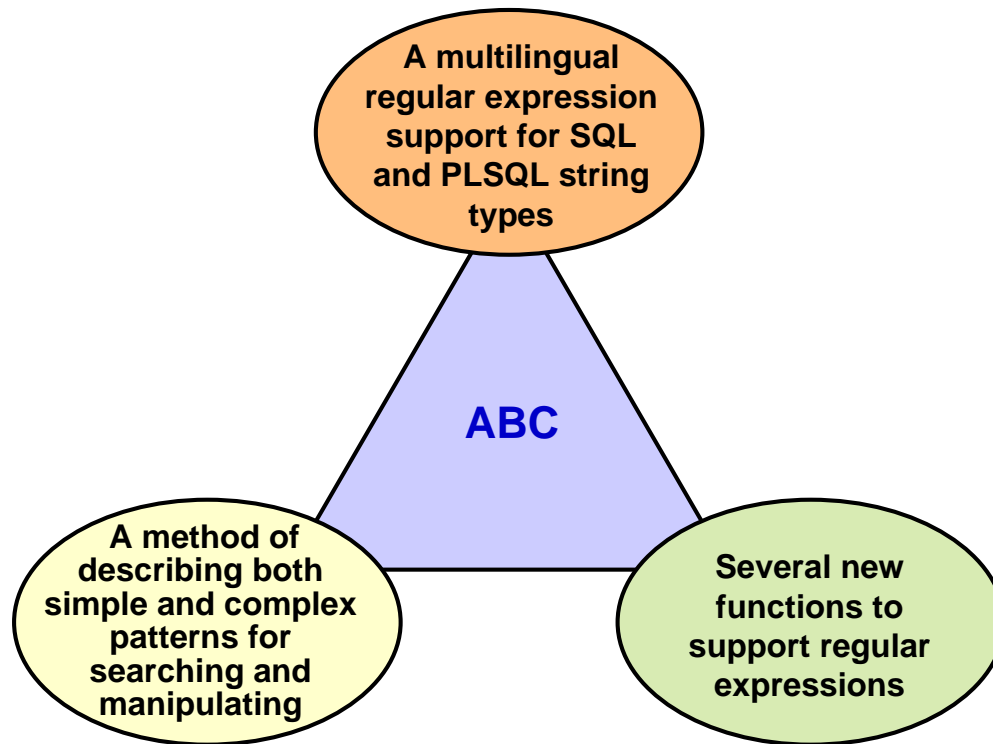 A multilingual
regular expression
support for SQL
and PLSQL string
types
ABC
A method of
describing both
simple and complex
patterns for
searching and
manipulating
Several new
functions to
support regular
expressions